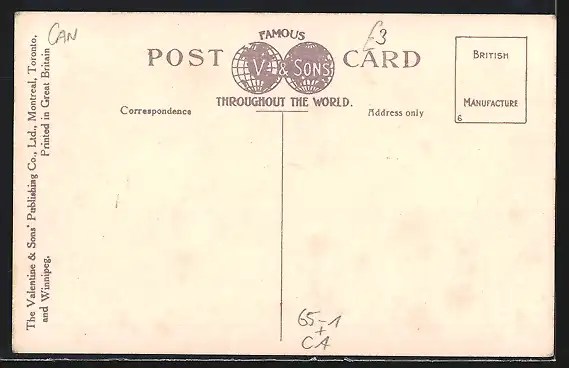 CAN
£3
FAMOUS
POST CARD
V. & SONS
THROUGHOUT THE WORLD.
Correspondence
Address only
BRITISH
MANUFACTURE
6
The Valentine & Sons' Publishing Co., Ltd., Montreal, Toronto,
and Winnipeg.
Printed in Great Britain
65-1
+
CA